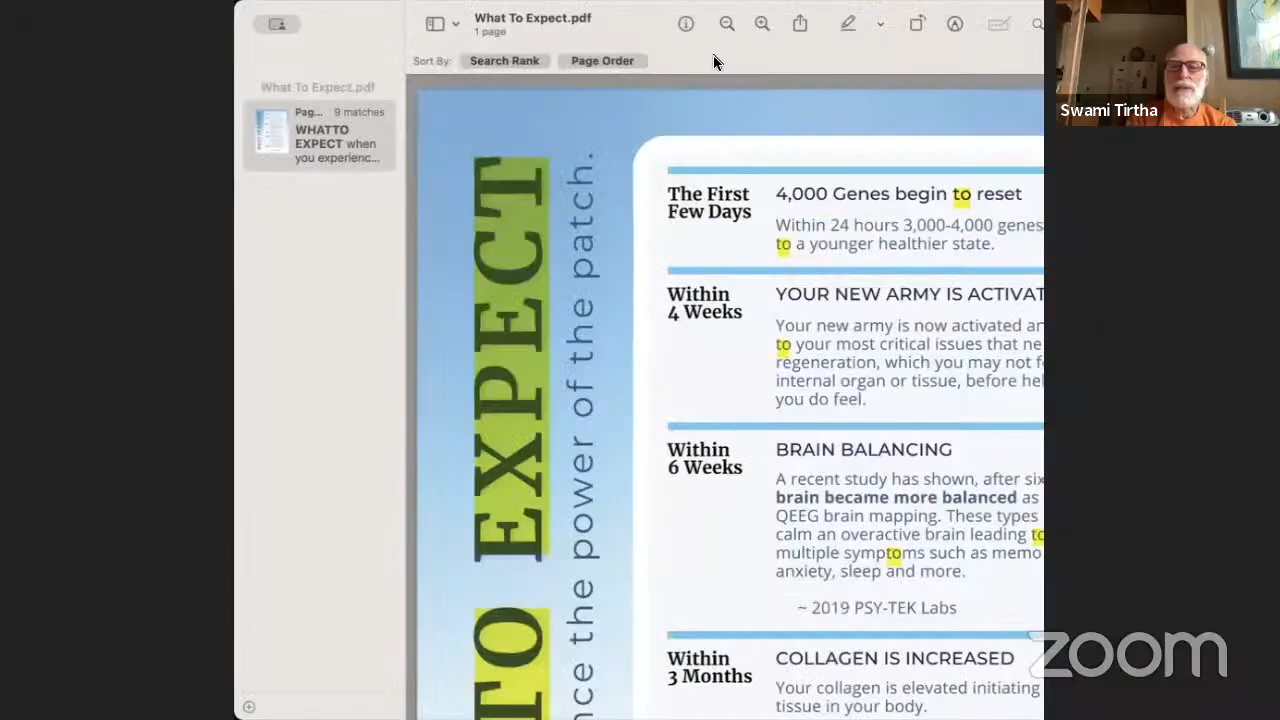 What To Expect.pdf
1 page
Sort By:
Search Rank
Page Order
What To Expect.pdf
Pag... 9 matches
WHATTO
EXPECT when
you experienc...
TO EXPECT
nce the power of the patch.
The First
Few Days
4,000 Genes begin to reset
Within 24 hours 3,000-4,000 genes
to a younger healthier state.
Within
4 Weeks
YOUR NEW ARMY IS ACTIVAT
Your new army is now activated an
to your most critical issues that ne
regeneration, which you may not f
internal organ or tissue, before hel
you do feel.
Within
6 Weeks
BRAIN BALANCING
A recent study has shown, after six
brain became more balanced as
QEEG brain mapping. These types
calm an overactive brain leading to
multiple symptoms such as memo
anxiety, sleep and more.
~ 2019 PSY-TEK Labs
Within
3 Months
COLLAGEN IS INCREASED
Your collagen is elevated initiating
tissue in your body.
Swami Tirtha
zoom